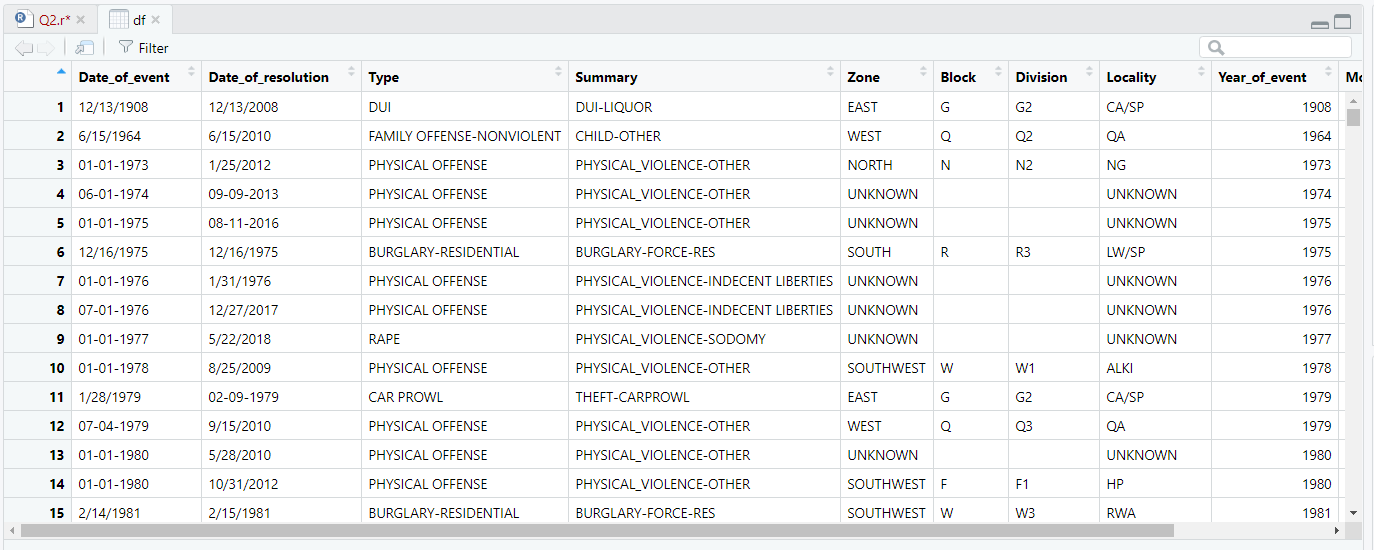 Q2.r* df
Filter
Date_of_event Date_of_resolution Type Summary Zone Block Division Locality Year_of_event Mo
1 12/13/1908 12/13/2008 DUI DUI-LIQUOR EAST G G2 CA/SP 1908
2 6/15/1964 6/15/2010 FAMILY OFFENSE-NONVIOLENT CHILD-OTHER WEST Q Q2 QA 1964
3 01-01-1973 1/25/2012 PHYSICAL OFFENSE PHYSICAL_VIOLENCE-OTHER NORTH N N2 NG 1973
4 06-01-1974 09-09-2013 PHYSICAL OFFENSE PHYSICAL_VIOLENCE-OTHER UNKNOWN UNKNOWN 1974
5 01-01-1975 08-11-2016 PHYSICAL OFFENSE PHYSICAL_VIOLENCE-OTHER UNKNOWN UNKNOWN 1975
6 12/16/1975 12/16/1975 BURGLARY-RESIDENTIAL BURGLARY-FORCE-RES SOUTH R R3 LW/SP 1975
7 01-01-1976 1/31/1976 PHYSICAL OFFENSE PHYSICAL_VIOLENCE-INDECENT LIBERTIES UNKNOWN UNKNOWN 1976
8 07-01-1976 12/27/2017 PHYSICAL OFFENSE PHYSICAL_VIOLENCE-INDECENT LIBERTIES UNKNOWN UNKNOWN 1976
9 01-01-1977 5/22/2018 RAPE PHYSICAL_VIOLENCE-SODOMY UNKNOWN UNKNOWN 1977
10 01-01-1978 8/25/2009 PHYSICAL OFFENSE PHYSICAL_VIOLENCE-OTHER SOUTHWEST W W1 ALKI 1978
11 1/28/1979 02-09-1979 CAR PROWL THEFT-CARPROWL EAST G G2 CA/SP 1979
12 07-04-1979 9/15/2010 PHYSICAL OFFENSE PHYSICAL_VIOLENCE-OTHER WEST Q Q3 QA 1979
13 01-01-1980 5/28/2010 PHYSICAL OFFENSE PHYSICAL_VIOLENCE-OTHER UNKNOWN UNKNOWN 1980
14 01-01-1980 10/31/2012 PHYSICAL OFFENSE PHYSICAL_VIOLENCE-OTHER SOUTHWEST F F1 HP 1980
15 2/14/1981 2/15/1981 BURGLARY-RESIDENTIAL BURGLARY-FORCE-RES SOUTHWEST W W3 RWA 1981